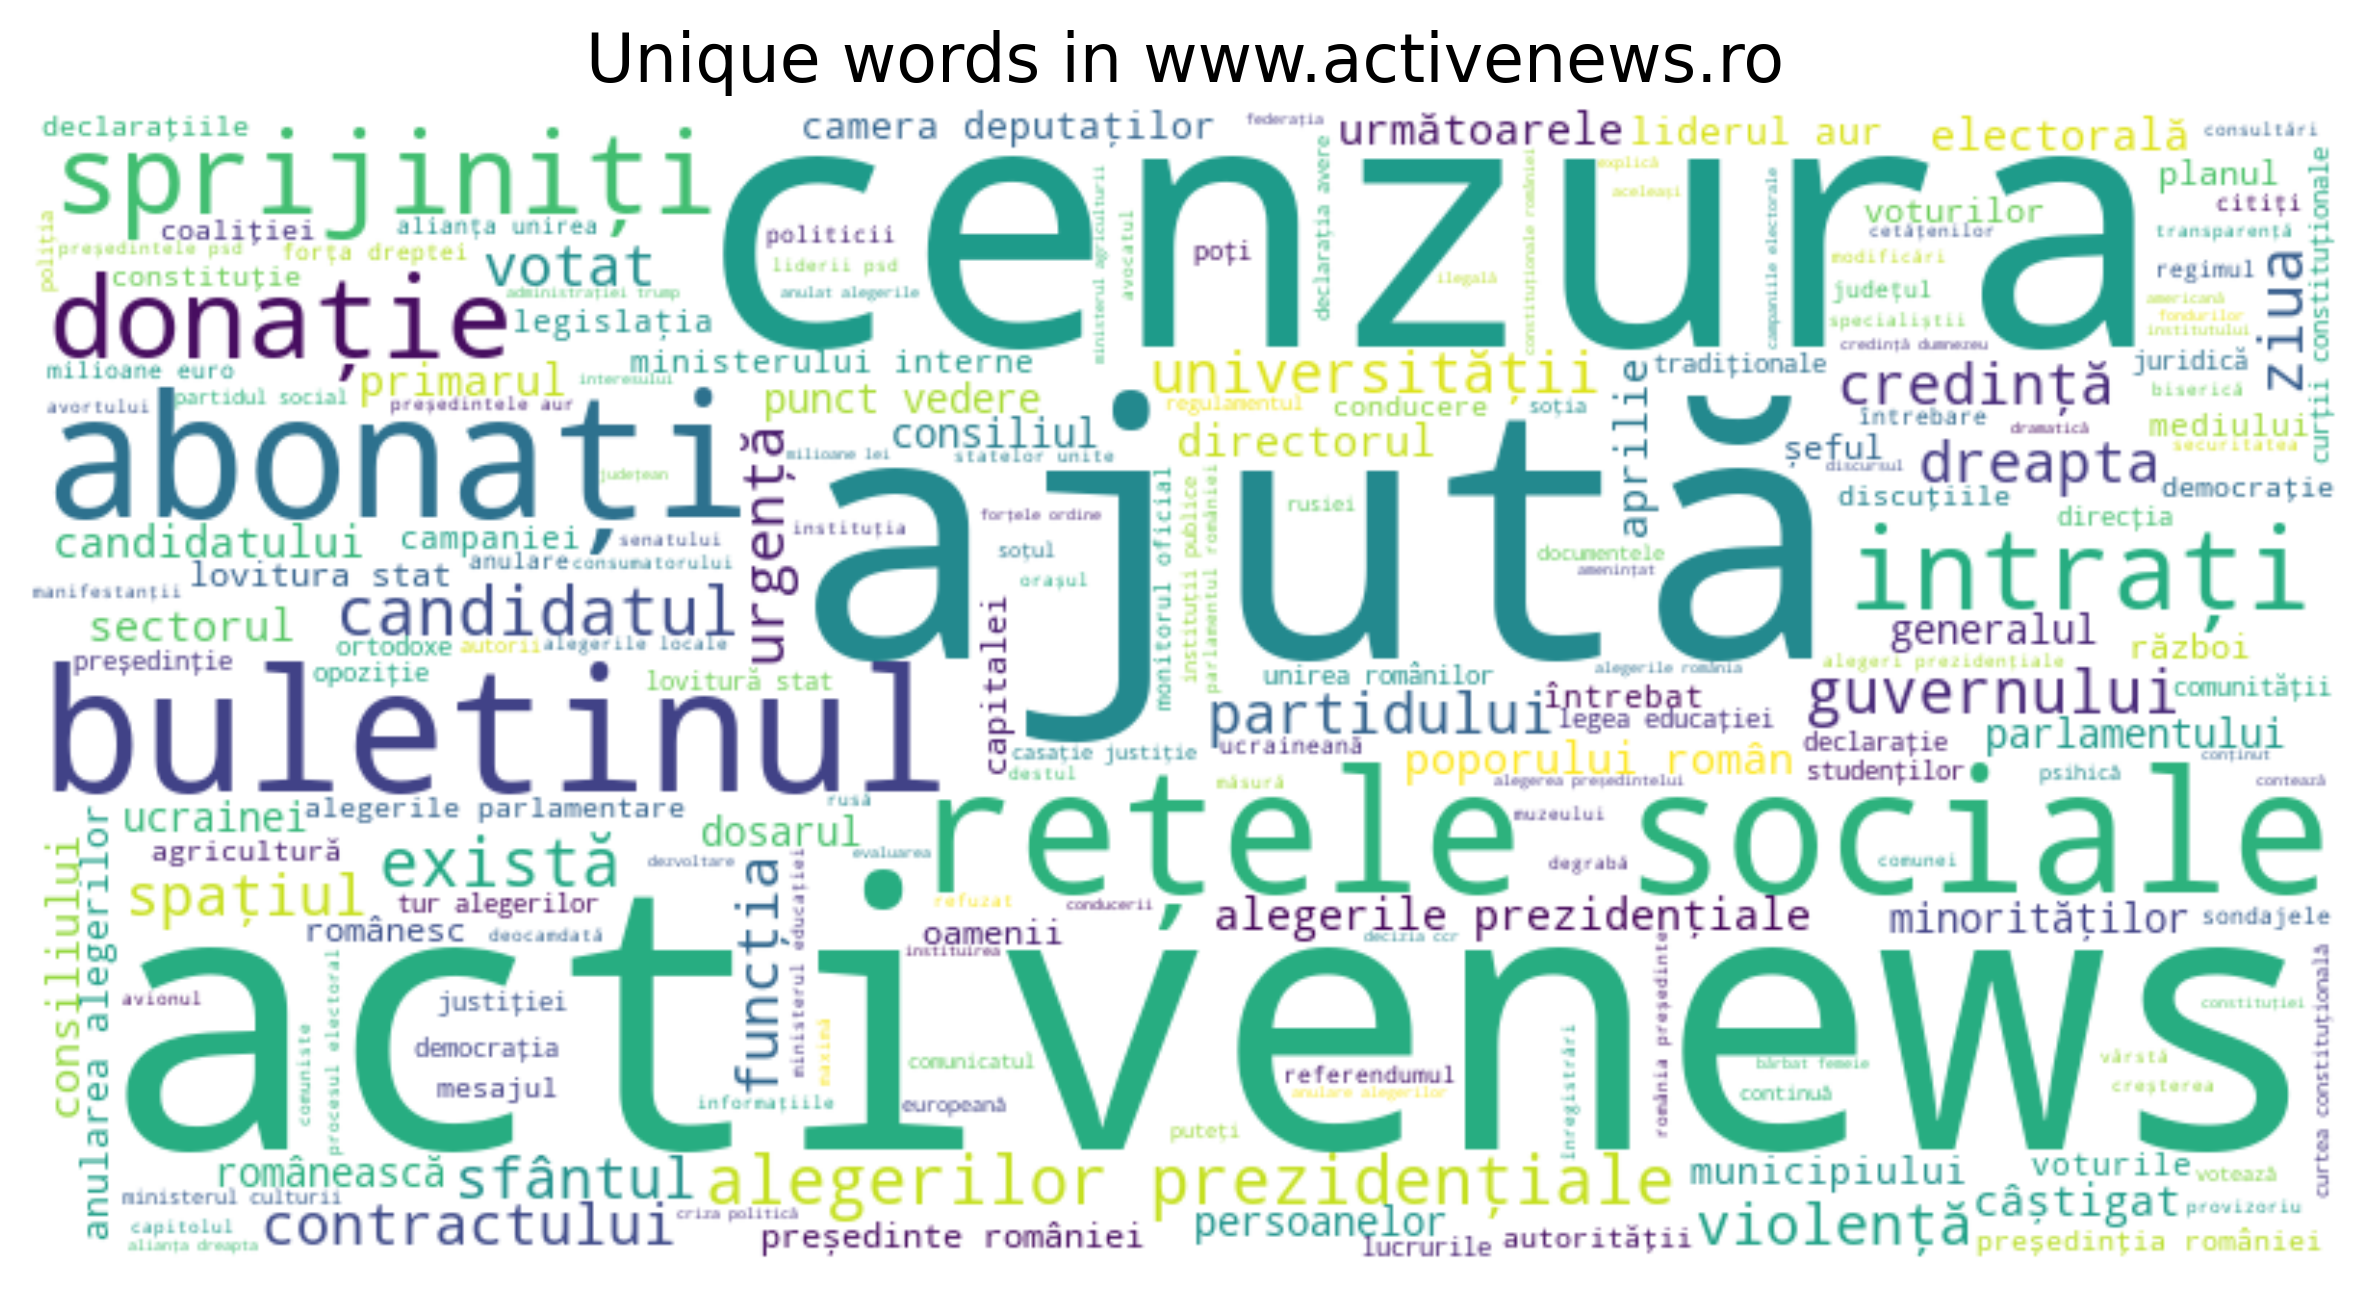 Unique words in www.activenews.ro
declarațiile
camera deputaților
federația
următoarele
liderul aur
electorală
consultări
sprijiniți
cenzura
explică
aceleași
planul
citiți
coaliției
alianța unirea
politicii
poți
voturilor
cetățenilor
transparență
poliția
președintele psd
forța dreptei
votat
liderii psd
ministerul agriculturii
avocatul
declarația avere
constituționale româniei
ilegală
campaniile electorale
modificări
regimul
ziua
curții constituționale
constituție
administrației trump
anulat alegerile
județul
americană
fondurilor
donație
legislația
specialiștii
institutului
milioane euro
primarul
interesului
ministerului interne
universității
tradiționale
credință dumnezeu
juridică
avortului
partidul social
președintele aur
punct vedere
regulamentul
conducere
soția
aprilie
credință
biserică
abonați
consiliul
directorul
întrebare
dramatică
mediului
urgență
milioane lei
statelor unite
șeful
discursul
dreapta
securitatea
județean
ajută
rusiei
discuțiile
democrație
candidatului
campaniei
senatului
instituția
forțele ordine
monitorul oficial
instituții publice
parlamentul româniei
direcția
intrați
anulare
consumatorului
soțul
documentele
lovitura stat
orașul
amenințat
manifestanții
candidatul
capitalei
sectorul
ortodoxe
autorii
alegerile locale
generalul
război
președinție
opoziție
lovitură stat
unirea românilor
alegerile românia
alegeri prezidențiale
buletinul
partidului
întrebat
guvernului
comunității
legea educației
casație justiție
ucraineană
declarație
parlamentului
destul
poporului român
studenților
psihică
conținut
măsură
alegerea președintelui
contează
ucrainei
alegerile parlamentare
rusă
dosarul
rețele sociale
muzeului
agricultură
există
dezvoltare
evaluarea
degrabă
comunei
consiliului
anularea alegerilor
spațiul
tur alegerilor
funcția
ministerul educației
refuzat
conducerii
alegerile prezidențiale
minorităților
sondajele
românesc
deocamdată
oamenii
decizia ccr
instituirea
activenews
avionul
comuniste
procesul electoral
justiției
maximă
românia președinte
constituției
curtea constituțională
democrația
comunicatul
referendumul
înregistrări
bărbat femeie
vârstă
mesajul
anulare alegerilor
continuă
creșterea
informațiile
europeană
puteți
românească
sfântul
alegerilor prezidențiale
municipiului
voturile
votează
ministerul culturii
contractului
criza politică
persoanelor
violență
câștigat
provizoriu
capitolul
alianța dreapta
președinte româniei
lucrurile
autorității
președinția româniei